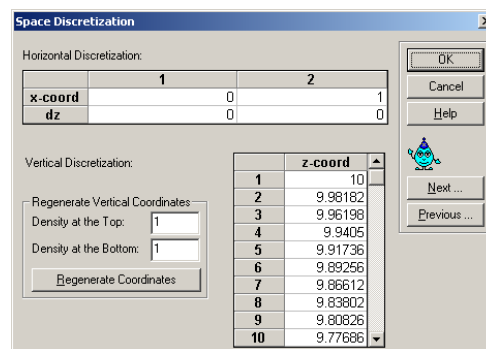 Space Discretization
Horizontal Discretization:
1 2
x-coord 0 1
dz 0 0
Vertical Discretization:
Regenerate Vertical Coordinates
Density at the Top: 1
Density at the Bottom: 1
Regenerate Coordinates
z-coord
1 10
2 9.98182
3 9.96198
4 9.9405
5 9.91736
6 9.89256
7 9.86612
8 9.83802
9 9.80826
10 9.77686
OK
Cancel
Help
Next ...
Previous ...